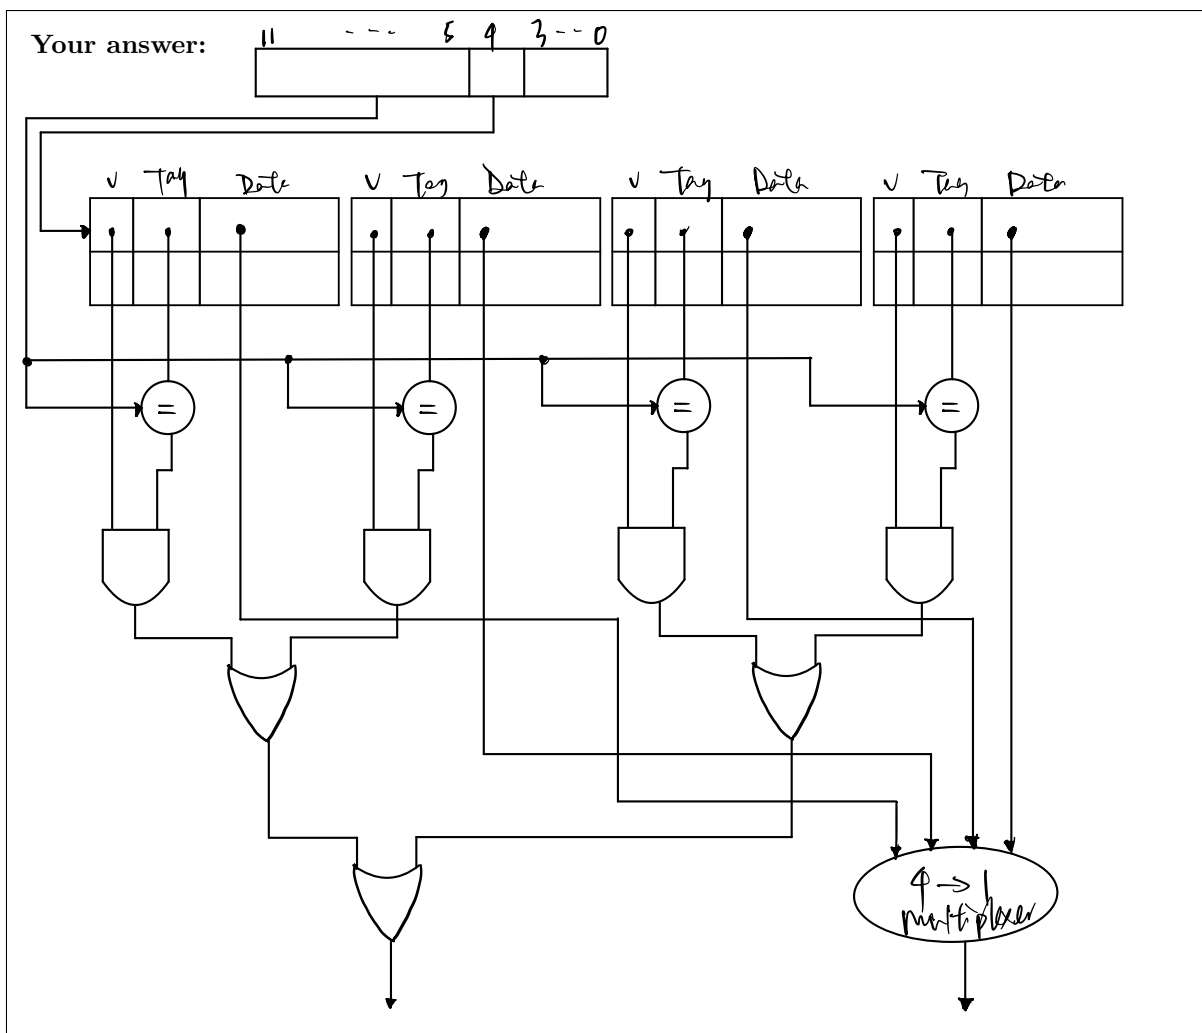 Your answer:
11 --- 5 4 3 -- 0
V Tag Data V Tag Data V Tag Data V Tag Data
= = = =
4 → 1
multiplexer